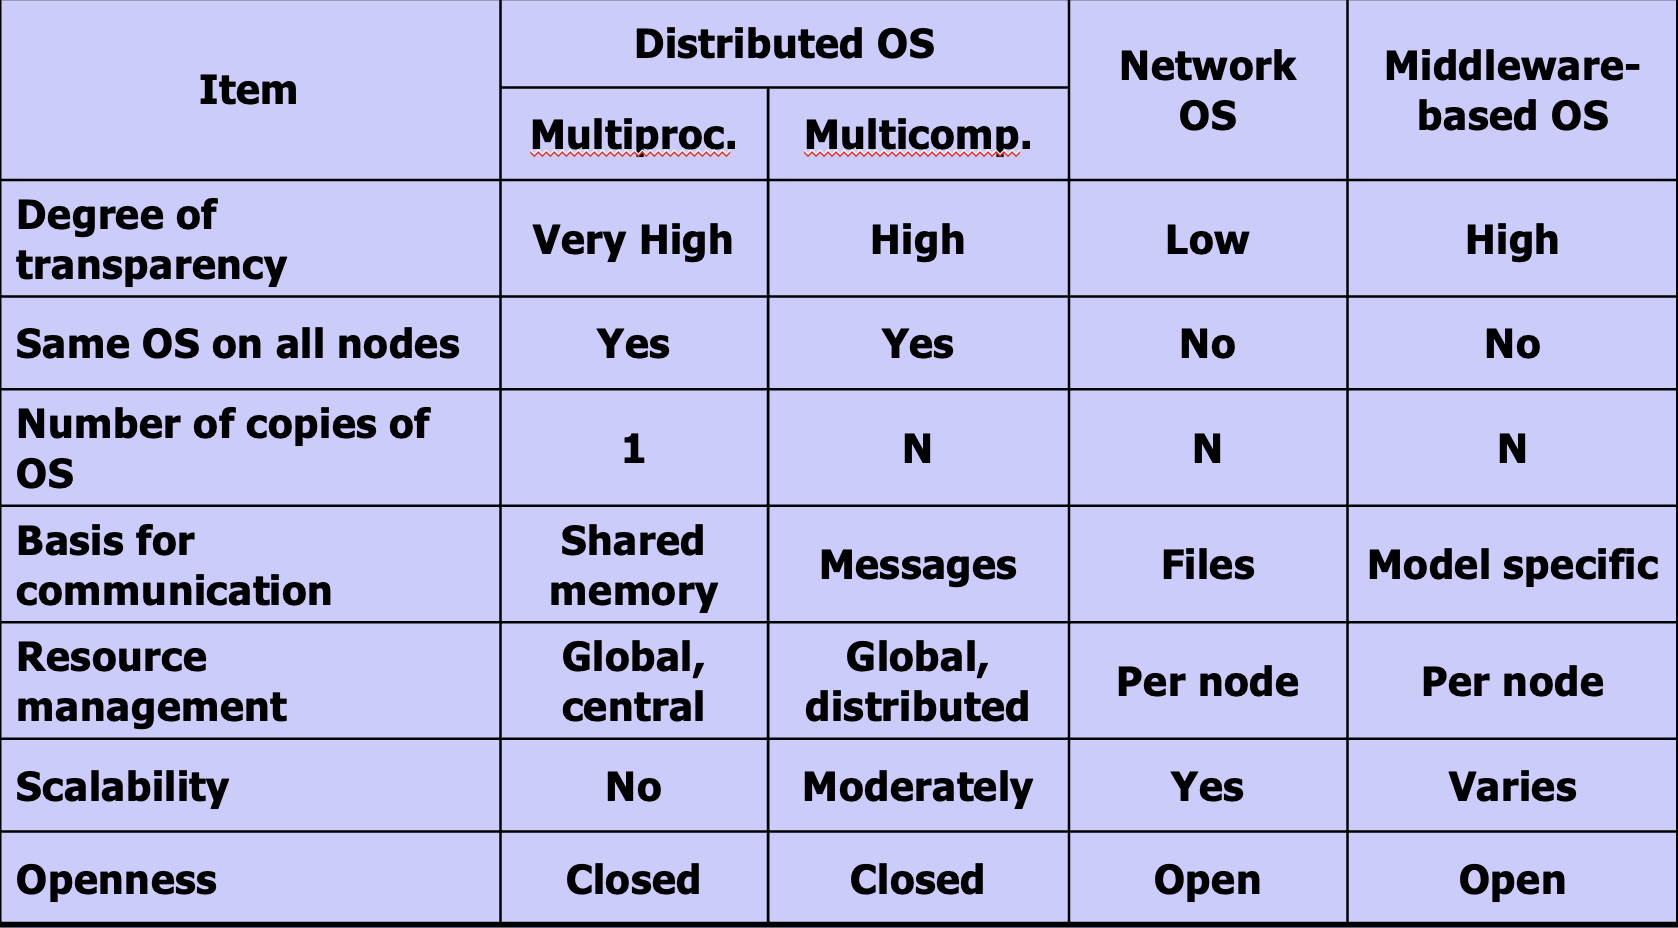 Item
Distributed OS
Network
OS
Middleware-
based OS
Multiproc.
Multicomp.
Degree of
transparency
Very High
High
Low
High
Same OS on all nodes
Yes
Yes
No
No
Number of copies of
OS
1
N
N
N
Basis for
communication
Shared
memory
Messages
Files
Model specific
Resource
management
Global,
central
Global,
distributed
Per node
Per node
Scalability
No
Moderately
Yes
Varies
Openness
Closed
Closed
Open
Open